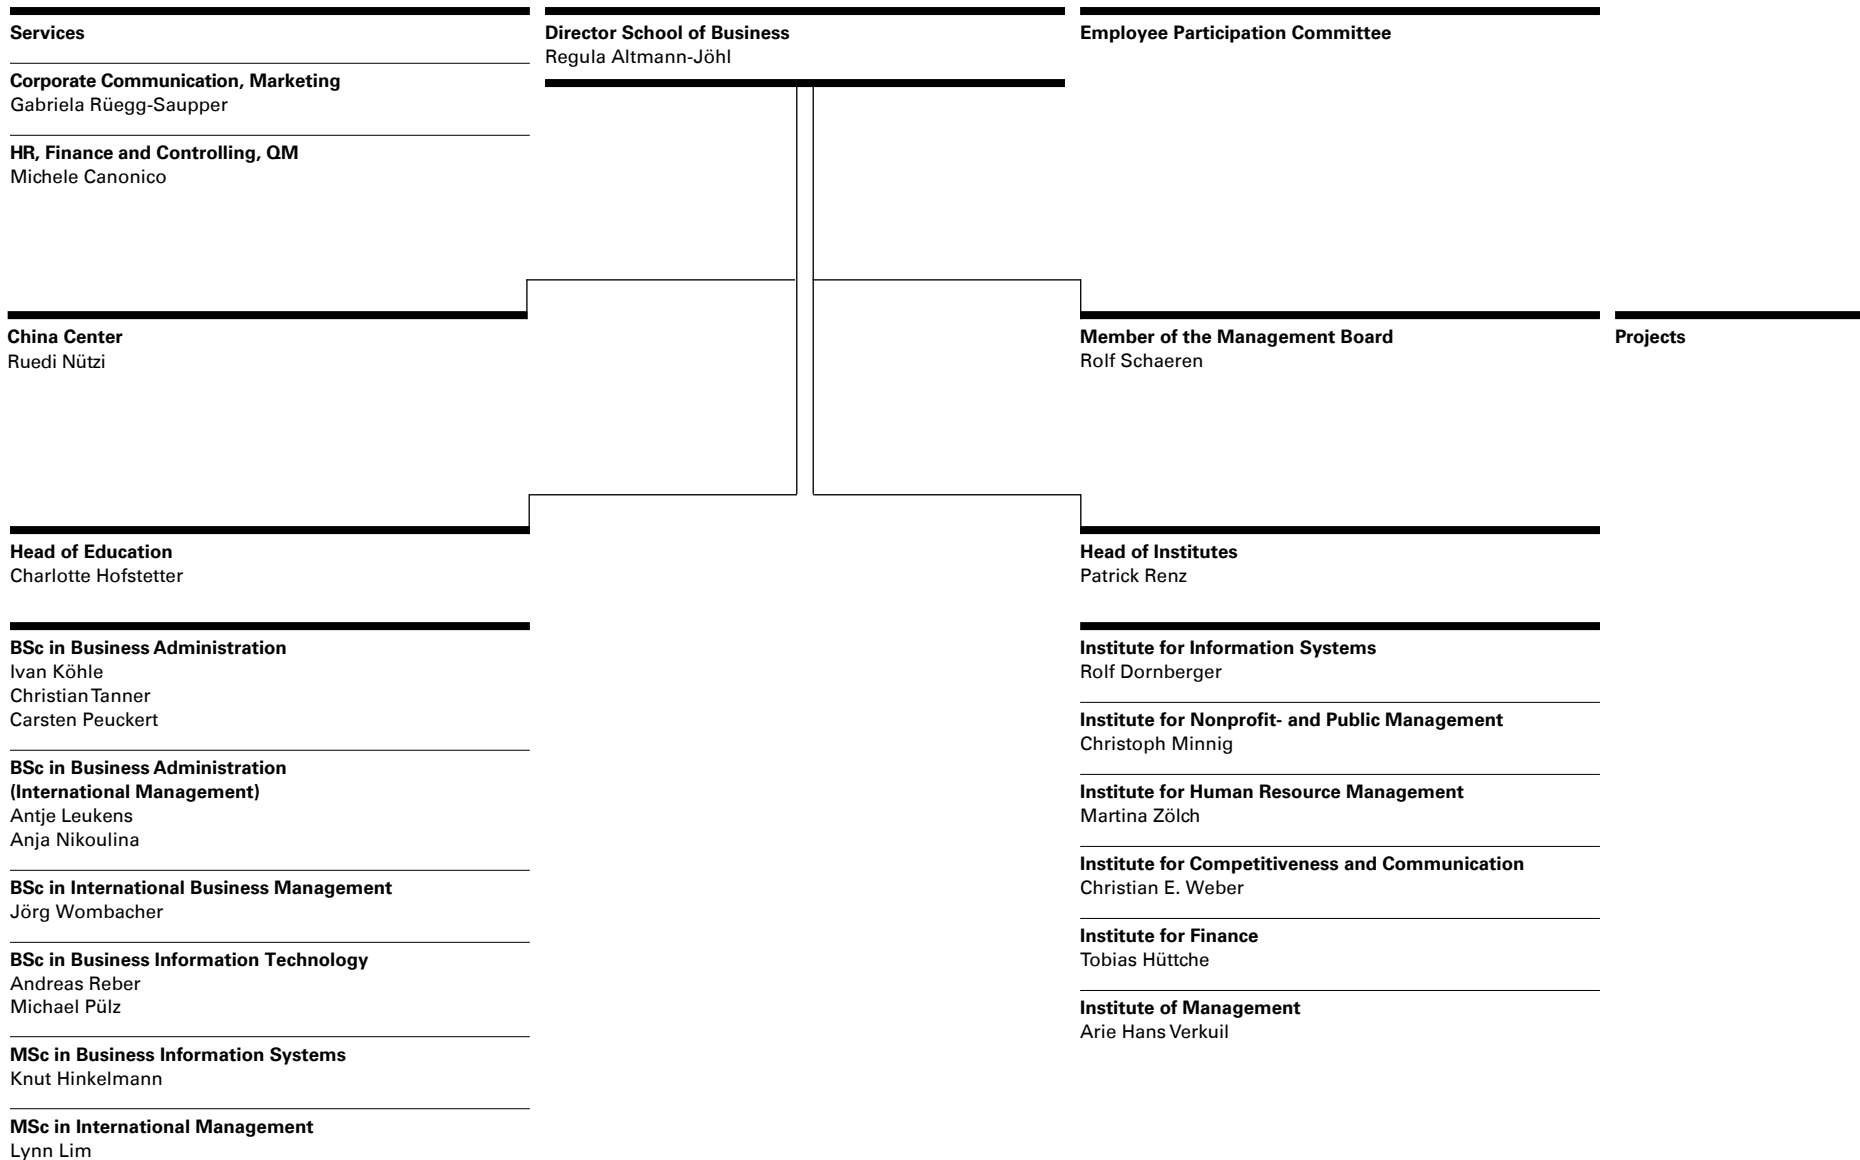 Services
Corporate Communication, Marketing
Gabriela Rüegg-Saupper
HR, Finance and Controlling, QM
Michele Canonico
Director School of Business
Regula Altmann-Jöhl
Employee Participation Committee
China Center
Ruedi Nützi
Member of the Management Board
Rolf Schaeren
Projects
Head of Education
Charlotte Hofstetter
BSc in Business Administration
Ivan Köhle
Christian Tanner
Carsten Peuckert
BSc in Business Administration
(International Management)
Antje Leukens
Anja Nikoulina
BSc in International Business Management
Jörg Wombacher
BSc in Business Information Technology
Andreas Reber
Michael Pülz
MSc in Business Information Systems
Knut Hinkelmann
MSc in International Management
Lynn Lim
Head of Institutes
Patrick Renz
Institute for Information Systems
Rolf Dornberger
Institute for Nonprofit- and Public Management
Christoph Minnig
Institute for Human Resource Management
Martina Zölch
Institute for Competitiveness and Communication
Christian E. Weber
Institute for Finance
Tobias Hüttche
Institute of Management
Arie Hans Verkuil